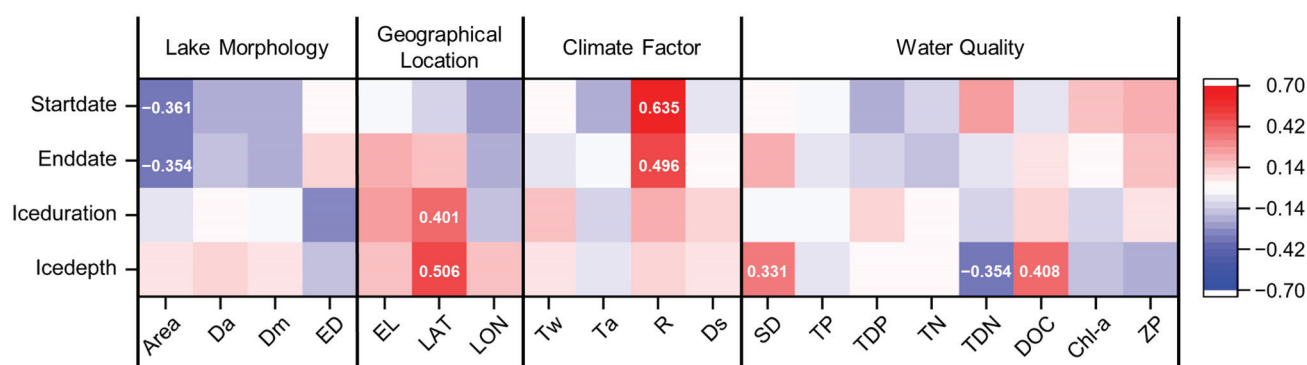 Lake Morphology
Geographical
Location
Climate Factor
Water Quality
Startdate −0.361 0.635
Enddate −0.354 0.496
Iceduration 0.401
Icedepth 0.506 0.331 −0.354 0.408
Area Da Dm ED EL LAT LON Tw Ta R Ds SD TP TDP TN TDN DOC Chl-a ZP
0.70
0.42
0.14
−0.14
−0.42
−0.70